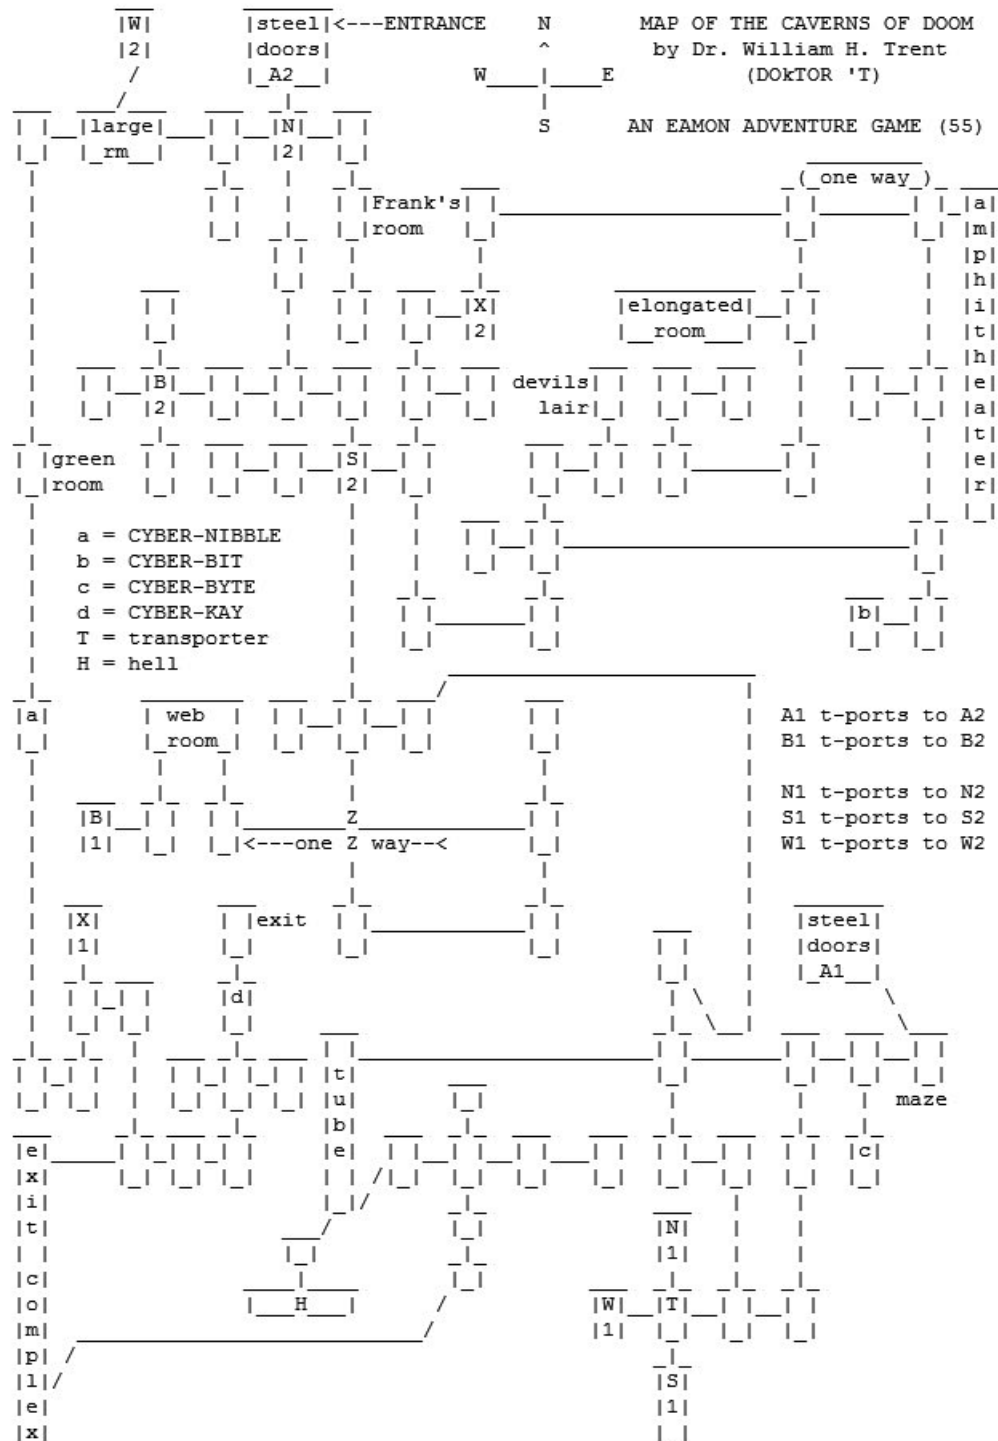 W steel <---ENTRANCE N MAP OF THE CAVERNS OF DOOM
2 doors ^ by Dr. William H. Trent
A2 W E (DOkTOR 'T)
large N S AN EAMON ADVENTURE GAME (55)
rm 2
( one way )
Frank's a
room m
p
h
X elongated i
2 room t
h
B devils e
2 lair a
t
green S e
room 2 r
a = CYBER-NIBBLE
b = CYBER-BIT
c = CYBER-BYTE
d = CYBER-KAY b
T = transporter
H = hell
a web A1 t-ports to A2
room B1 t-ports to B2
N1 t-ports to N2
B Z S1 t-ports to S2
1 <---one Z way--< W1 t-ports to W2
X exit steel
1 doors
A1
d
t
u maze
b
e e c
x
i
t N
1
c
o H W T
m 1
p
l S
e 1
x